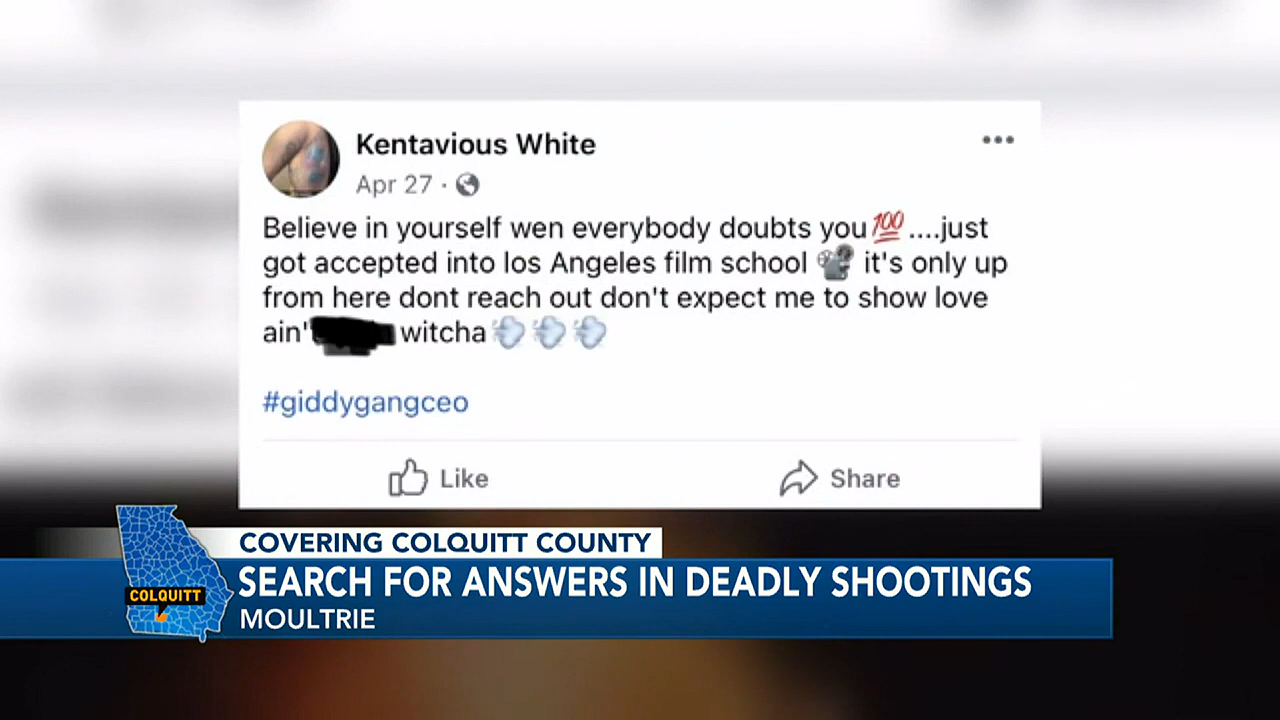 Kentavious White
Apr 27 ·
Believe in yourself wen everybody doubts you💯....just
got accepted into los Angeles film school 📽 it's only up
from here dont reach out don't expect me to show love
ain' witcha💨💨💨
#giddygangceo
Like
Share
COVERING COLQUITT COUNTY
COLQUITT
SEARCH FOR ANSWERS IN DEADLY SHOOTINGS
MOULTRIE